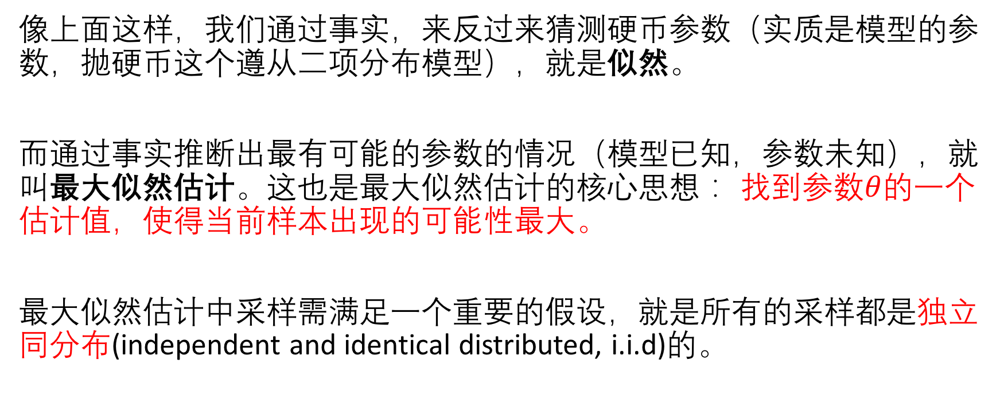 像上面这样，我们通过事实，来反过来猜测硬币参数（实质是模型的参
数，抛硬币这个遵从二项分布模型），就是似然。
而通过事实推断出最有可能的参数的情况（模型已知，参数未知），就
叫最大似然估计。这也是最大似然估计的核心思想：找到参数θ的一个
估计值，使得当前样本出现的可能性最大。
最大似然估计中采样需满足一个重要的假设，就是所有的采样都是独立
同分布(independent and identical distributed, i.i.d)的。